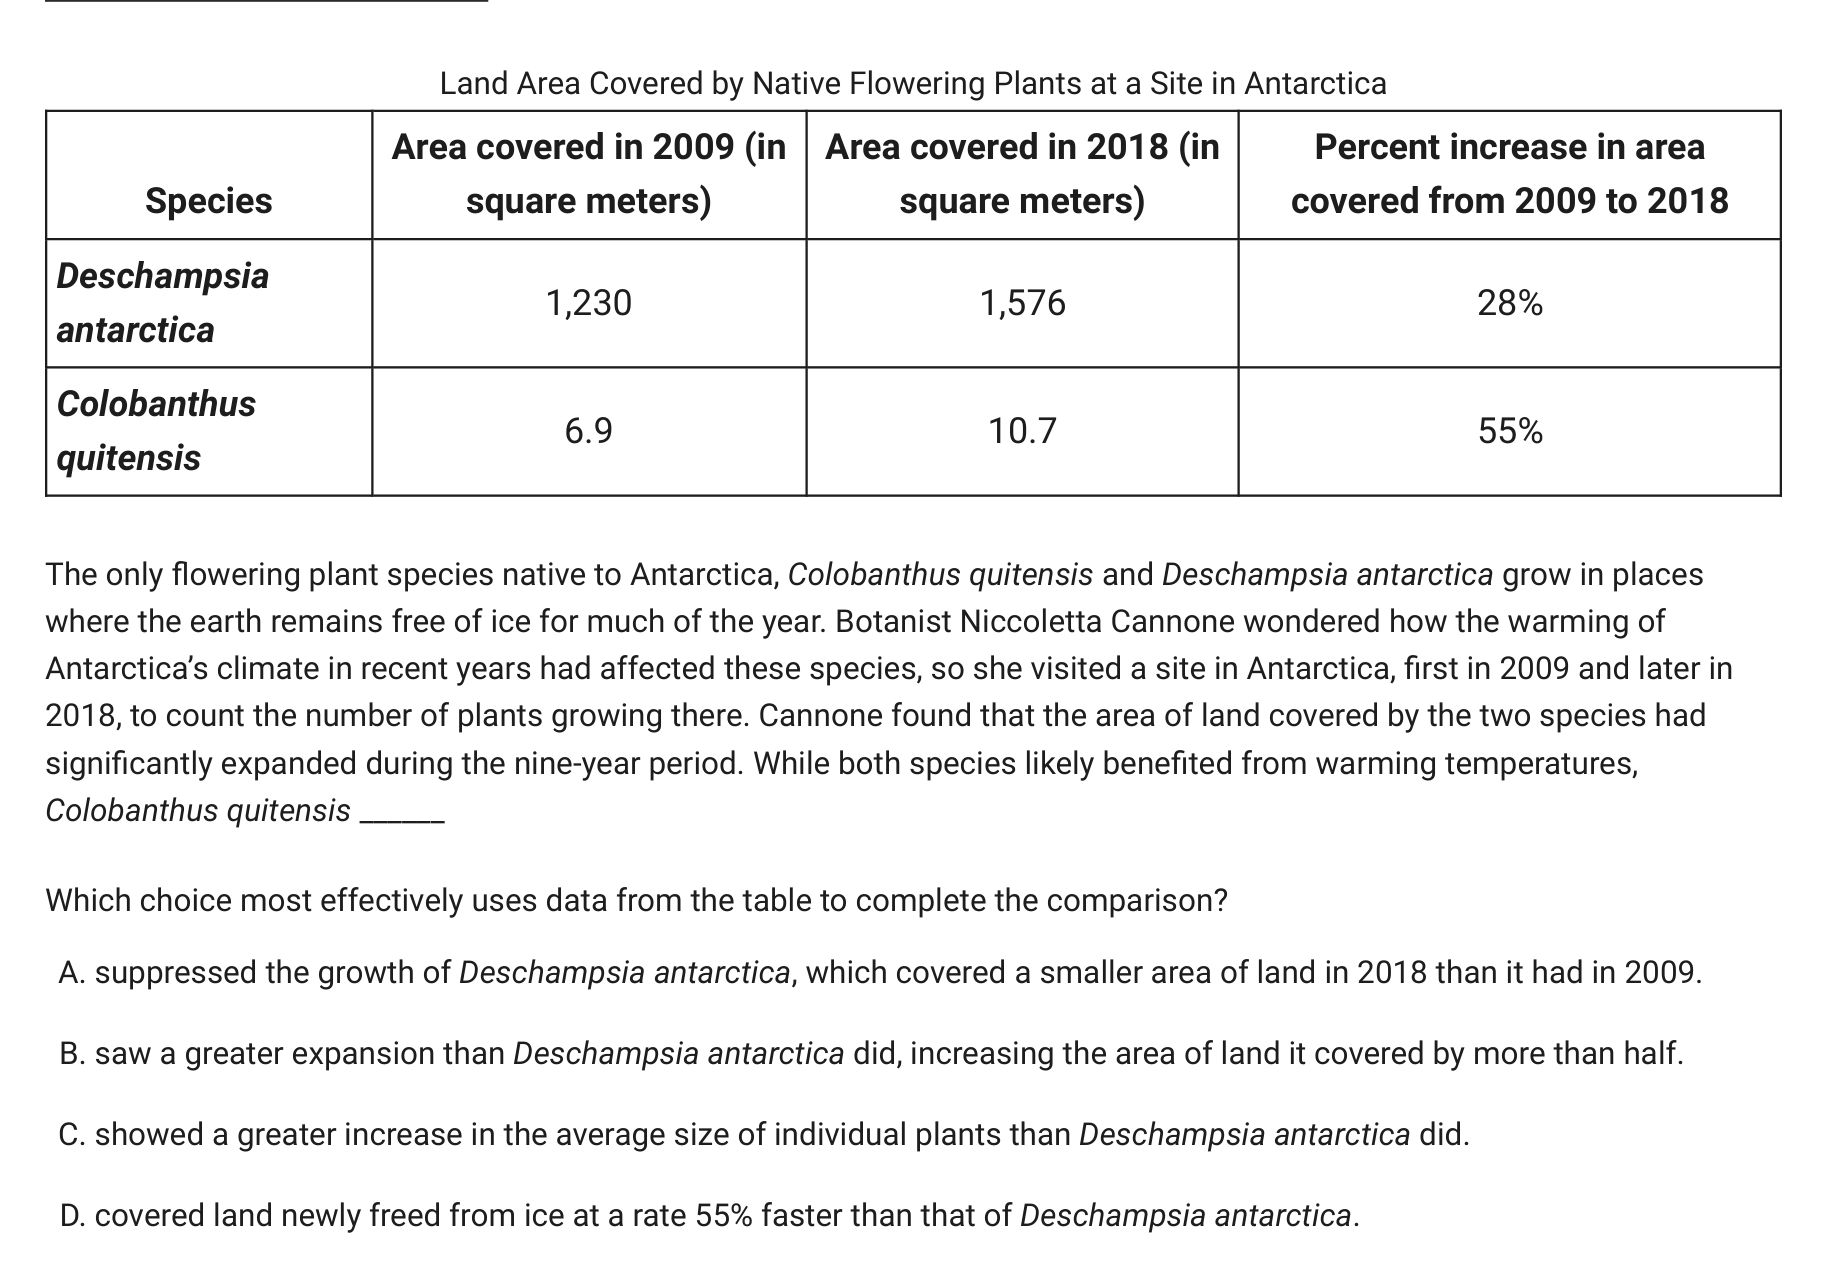 Land Area Covered by Native Flowering Plants at a Site in Antarctica
Species
Area covered in 2009 (in
square meters)
Area covered in 2018 (in
square meters)
Percent increase in area
covered from 2009 to 2018
Deschampsia
antarctica
1,230
1,576
28%
Colobanthus
quitensis
6.9
10.7
55%
The only flowering plant species native to Antarctica, Colobanthus quitensis and Deschampsia antarctica grow in places
where the earth remains free of ice for much of the year. Botanist Niccoletta Cannone wondered how the warming of
Antarctica’s climate in recent years had affected these species, so she visited a site in Antarctica, first in 2009 and later in
2018, to count the number of plants growing there. Cannone found that the area of land covered by the two species had
significantly expanded during the nine-year period. While both species likely benefited from warming temperatures,
Colobanthus quitensis ______
Which choice most effectively uses data from the table to complete the comparison?
A. suppressed the growth of Deschampsia antarctica, which covered a smaller area of land in 2018 than it had in 2009.
B. saw a greater expansion than Deschampsia antarctica did, increasing the area of land it covered by more than half.
C. showed a greater increase in the average size of individual plants than Deschampsia antarctica did.
D. covered land newly freed from ice at a rate 55% faster than that of Deschampsia antarctica.